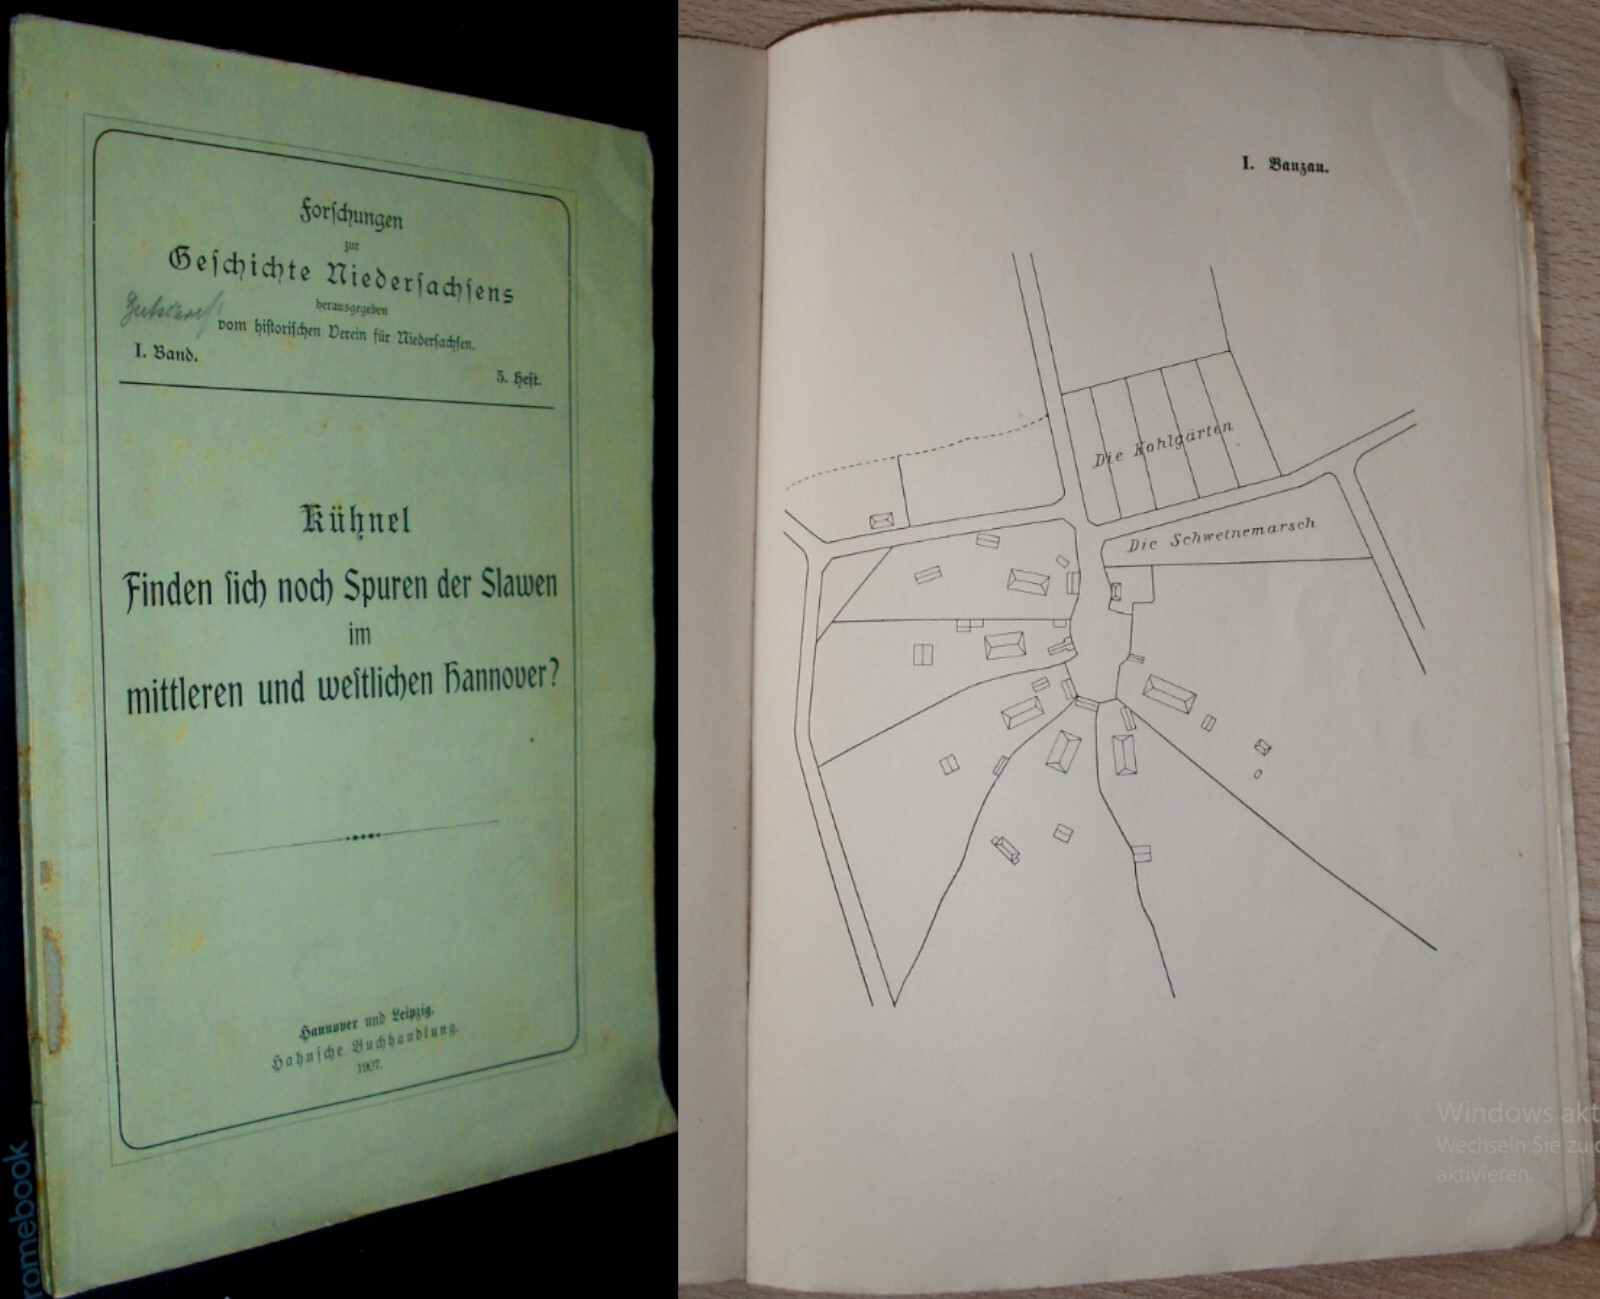 Forschungen
zur
Geschichte Niedersachsens
herausgegeben
vom historischen Verein für Niedersachsen.
I. Band.
5. Heft.
Kühnel
Finden sich noch Spuren der Slawen
im
mittleren und westlichen Hannover?
Hannover und Leipzig.
Hahnsche Buchhandlung.
1907.
romebook
I. Banzau.
Die Kohlgärten
Die Schweinemarsch
Windows akt
Wechseln Sie zu
aktivieren.